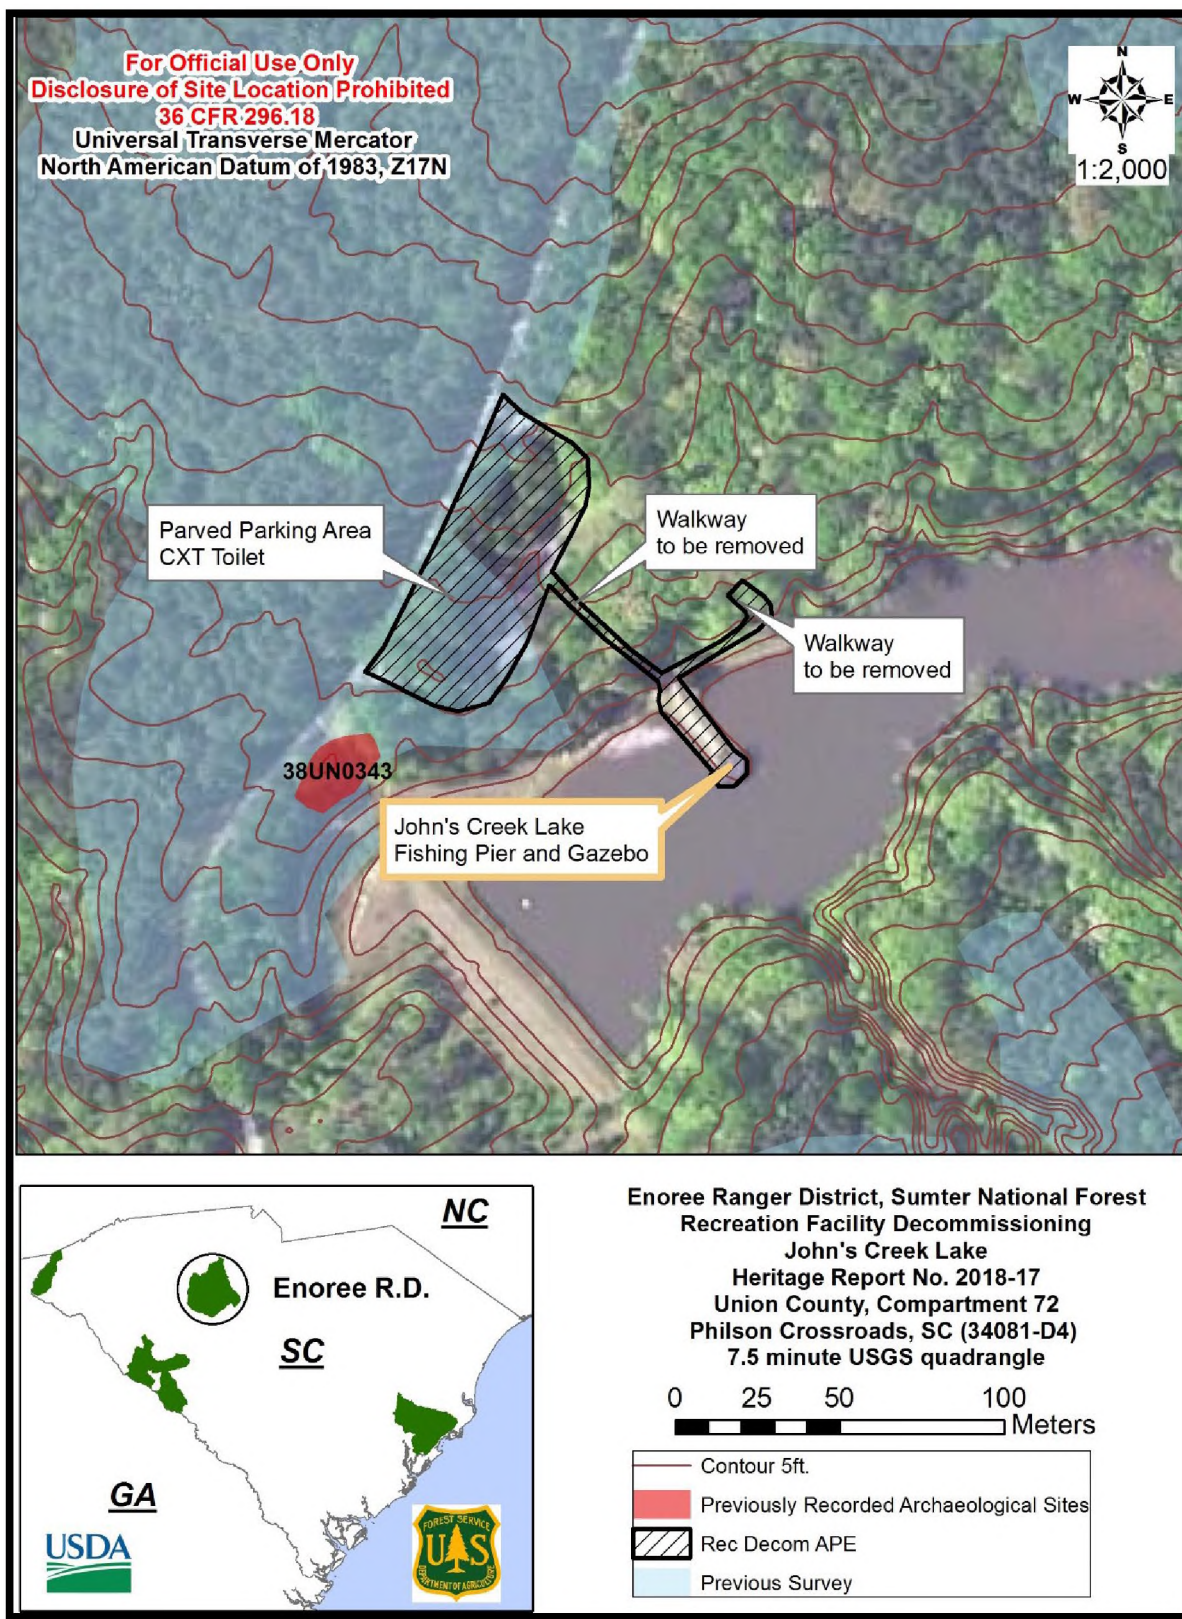 For Official Use Only
Disclosure of Site Location Prohibited
36 CFR 296.18
Universal Transverse Mercator
North American Datum of 1983, Z17N
N
W
E
S
1:2,000
Parved Parking Area
CXT Toilet
Walkway
to be removed
Walkway
to be removed
38UN0343
John's Creek Lake
Fishing Pier and Gazebo
NC
Enoree R.D.
SC
GA
USDA
FOREST SERVICE
U S
DEPARTMENT OF AGRICULTURE
Enoree Ranger District, Sumter National Forest
Recreation Facility Decommissioning
John's Creek Lake
Heritage Report No. 2018-17
Union County, Compartment 72
Philson Crossroads, SC (34081-D4)
7.5 minute USGS quadrangle
0 25 50 100
Meters
Contour 5ft.
Previously Recorded Archaeological Sites
Rec Decom APE
Previous Survey